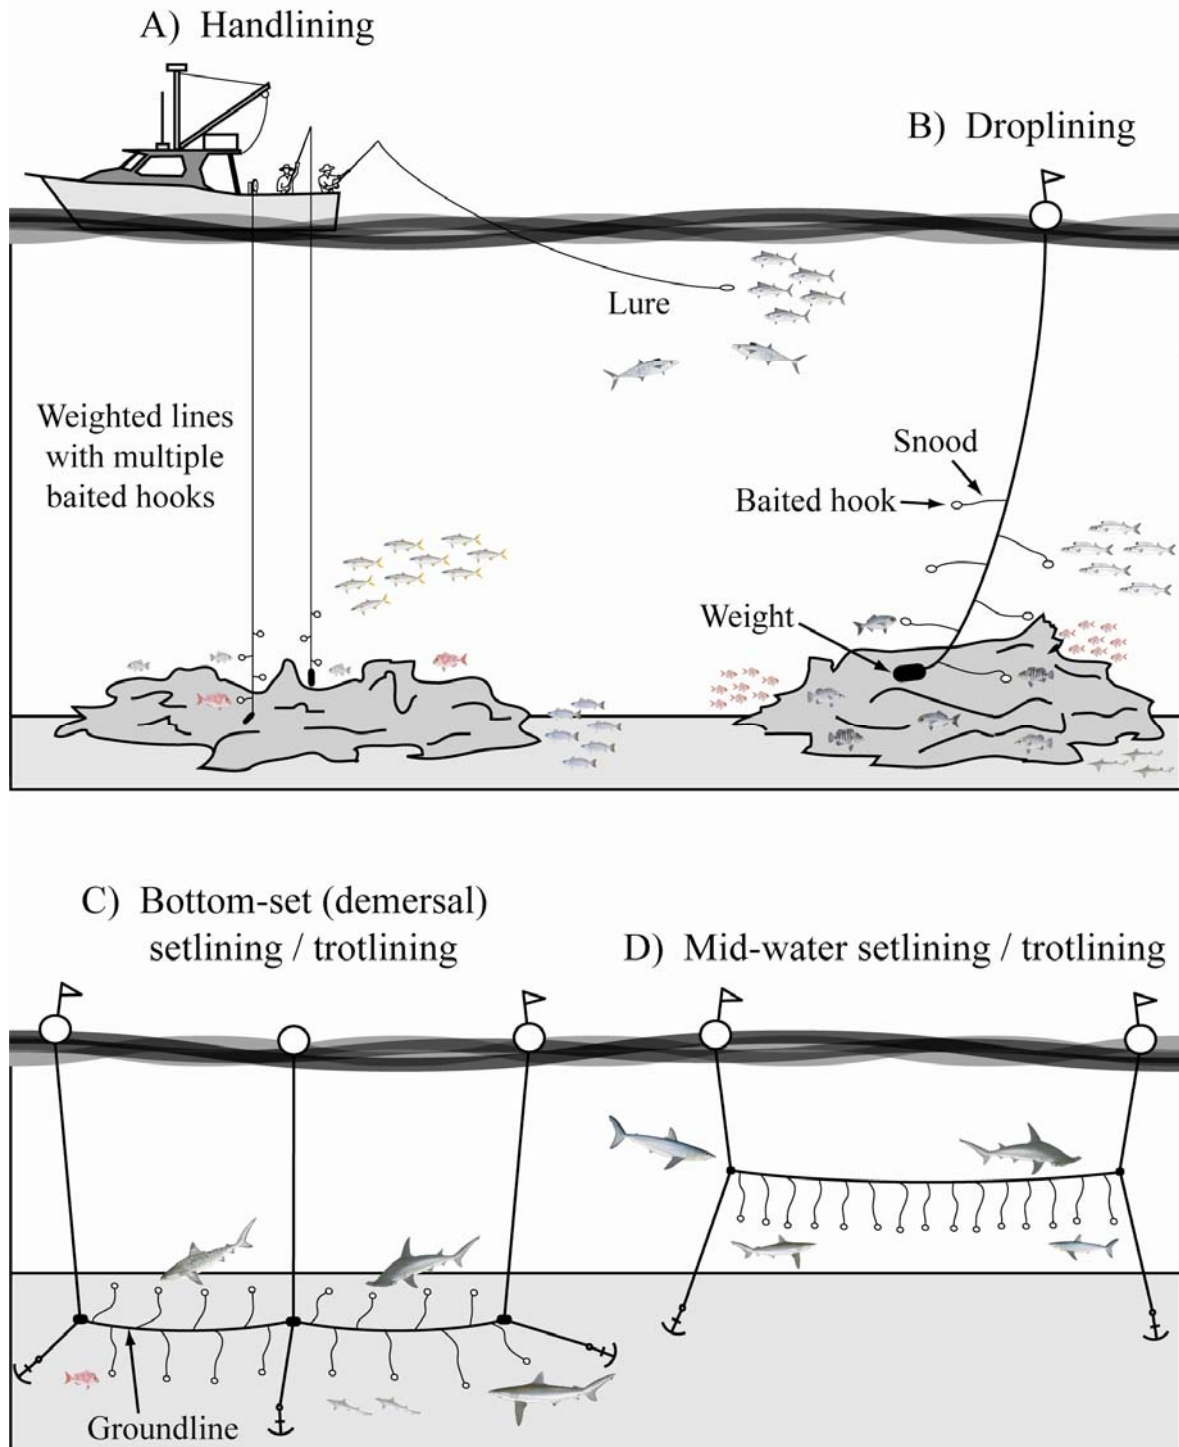 A) Handlining
B) Droplining
Lure
Weighted lines
with multiple
baited hooks
Snood
Baited hook
Weight
C) Bottom-set (demersal)
setlining / trotlining
D) Mid-water setlining / trotlining
Groundline